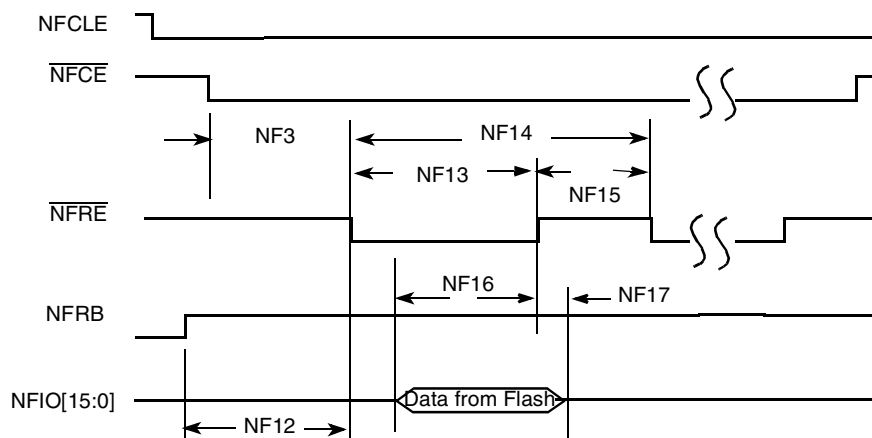 NFCLE
NFCE
NF3
NF14
NF13
NF15
NFRE
NF16
NF17
NFRB
NFIO[15:0]
Data from Flash
NF12